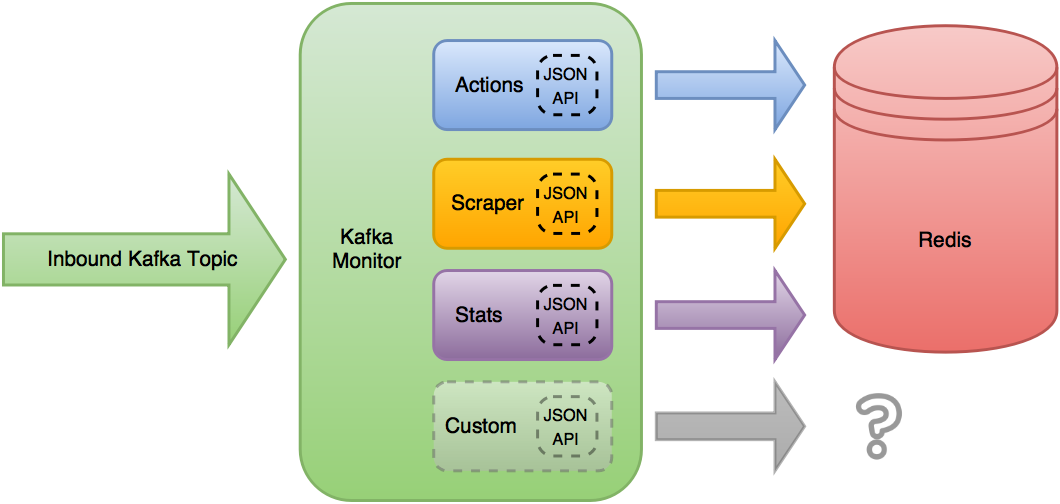 Inbound Kafka Topic
Kafka
Monitor
Actions
JSON
API
Scraper
JSON
API
Stats
JSON
API
Custom
JSON
API
Redis
?